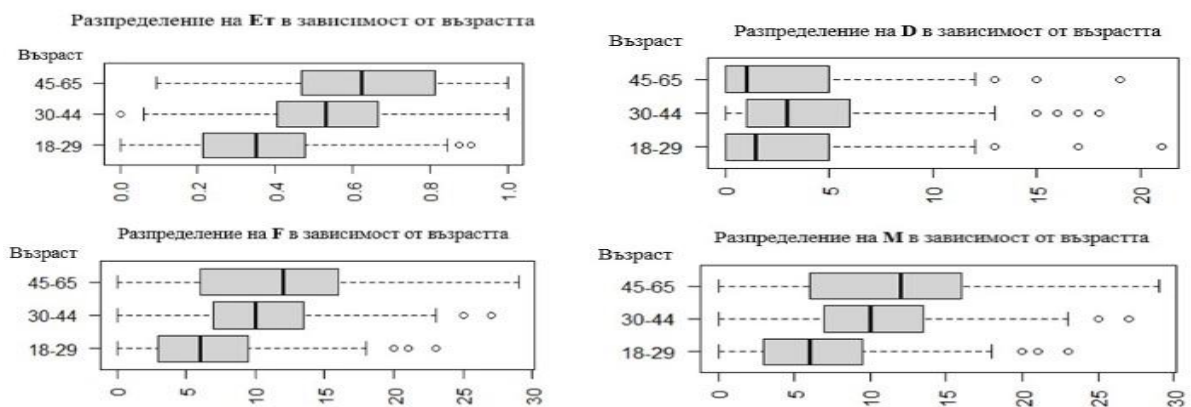 Разпределение на Ет в зависимост от възрастта
Възраст
45-65
30-44
18-29
0.0 0.2 0.4 0.6 0.8 1.0
Разпределение на D в зависимост от възрастта
Възраст
45-65
30-44
18-29
0 5 10 15 20
Разпределение на F в зависимост от възрастта
Възраст
45-65
30-44
18-29
0 5 10 15 20 25 30
Разпределение на M в зависимост от възрастта
Възраст
45-65
30-44
18-29
0 5 10 15 20 25 30